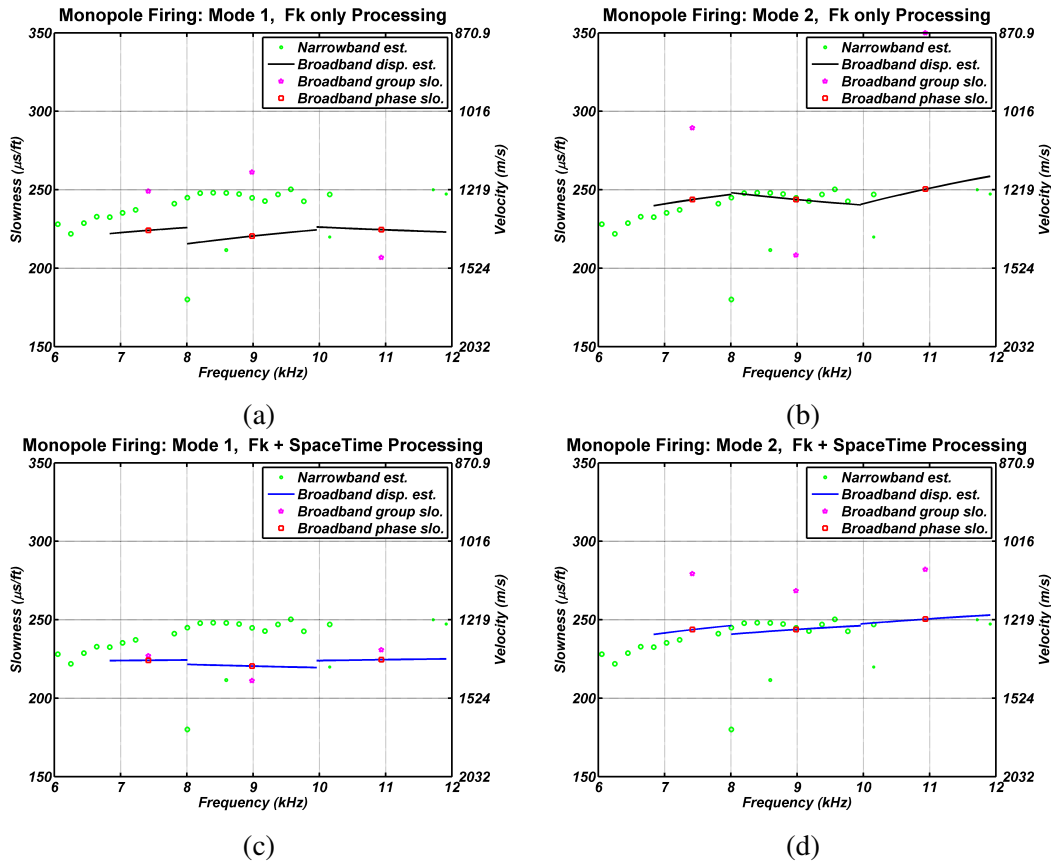 Monopole Firing: Mode 1, Fk only Processing
350
300
250
200
150
870.9
1016
1219
1524
2032
Slowness (µs/ft)
Velocity (m/s)
Narrowband est.
Broadband disp. est.
Broadband group slo.
Broadband phase slo.
6 7 8 9 10 11 12
Frequency (kHz)
(a)
Monopole Firing: Mode 2, Fk only Processing
350
300
250
200
150
870.9
1016
1219
1524
2032
Slowness (µs/ft)
Velocity (m/s)
Narrowband est.
Broadband disp. est.
Broadband group slo.
Broadband phase slo.
6 7 8 9 10 11 12
Frequency (kHz)
(b)
Monopole Firing: Mode 1, Fk + SpaceTime Processing
350
300
250
200
150
870.9
1016
1219
1524
2032
Slowness (µs/ft)
Velocity (m/s)
Narrowband est.
Broadband disp. est.
Broadband group slo.
Broadband phase slo.
6 7 8 9 10 11 12
Frequency (kHz)
(c)
Monopole Firing: Mode 2, Fk + SpaceTime Processing
350
300
250
200
150
870.9
1016
1219
1524
2032
Slowness (µs/ft)
Velocity (m/s)
Narrowband est.
Broadband disp. est.
Broadband group slo.
Broadband phase slo.
6 7 8 9 10 11 12
Frequency (kHz)
(d)